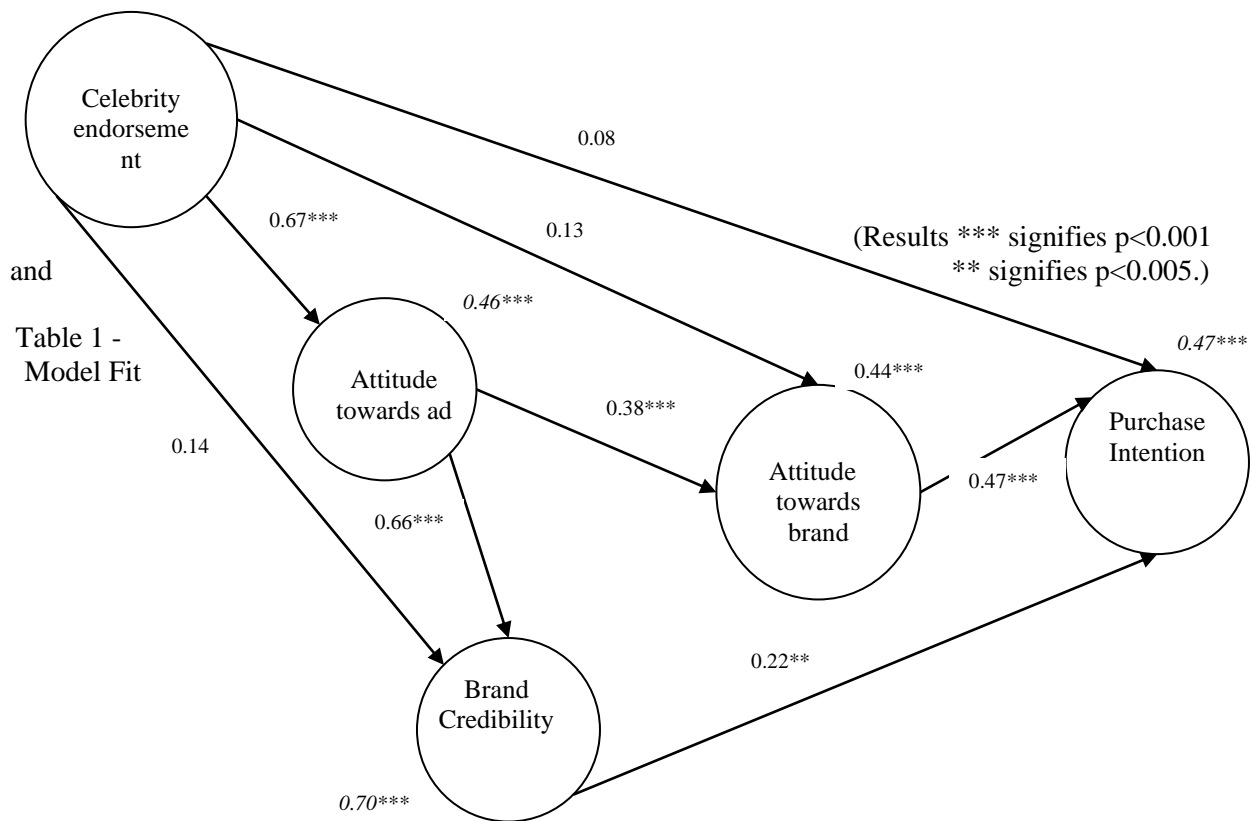 Celebrity
endorseme
nt
0.08
0.67***
0.13
(Results *** signifies p<0.001
** signifies p<0.005.)
and
0.46***
Table 1 -
Model Fit
0.47***
0.44***
Attitude
towards ad
0.38***
Purchase
Intention
0.14
Attitude
towards
brand
0.47***
0.66***
0.22**
Brand
Credibility
0.70***